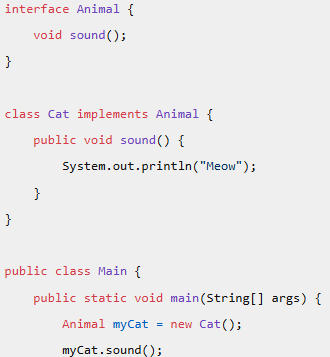 interface Animal {
void sound();
}
class Cat implements Animal {
public void sound() {
System.out.println("Meow");
}
}
public class Main {
public static void main(String[] args) {
Animal myCat = new Cat();
myCat.sound();